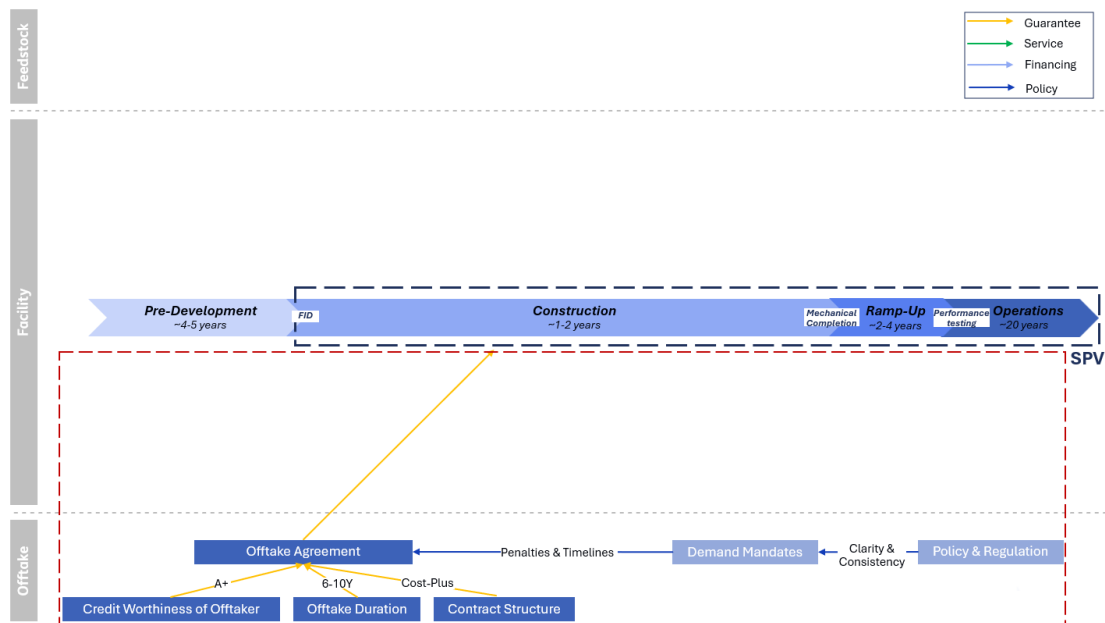 Feedstock
Guarantee
Service
Financing
Policy
Facility
Pre-Development
~4-5 years
FID
Construction
~1-2 years
Mechanical
Completion
Ramp-Up
~2-4 years
Performance
testing
Operations
~20 years
SPV
Offtake
Offtake Agreement
Penalties & Timelines
Demand Mandates
Clarity &
Consistency
Policy & Regulation
A+
6-10Y
Cost-Plus
Credit Worthiness of Offtaker
Offtake Duration
Contract Structure